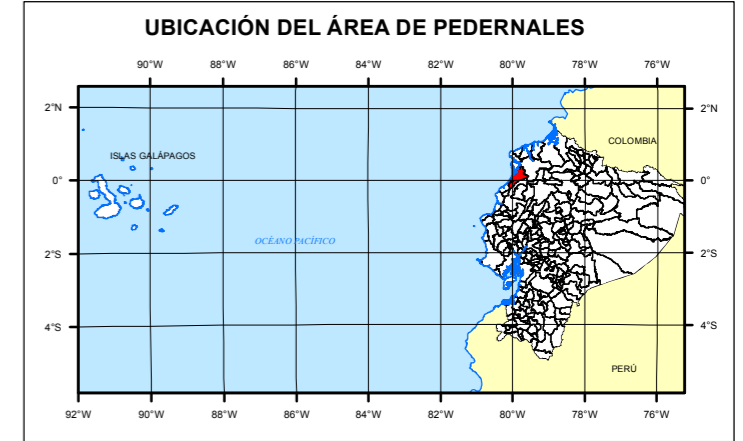 UBICACIÓN DEL ÁREA DE PEDERNALES
90°W 88°W 86°W 84°W 82°W 80°W 78°W 76°W
2°N 2°N
COLOMBIA
ISLAS GALÁPAGOS
0° 0°
OCÉANO PACÍFICO
2°S 2°S
4°S 4°S
PERÚ
92°W 90°W 88°W 86°W 84°W 82°W 80°W 78°W 76°W